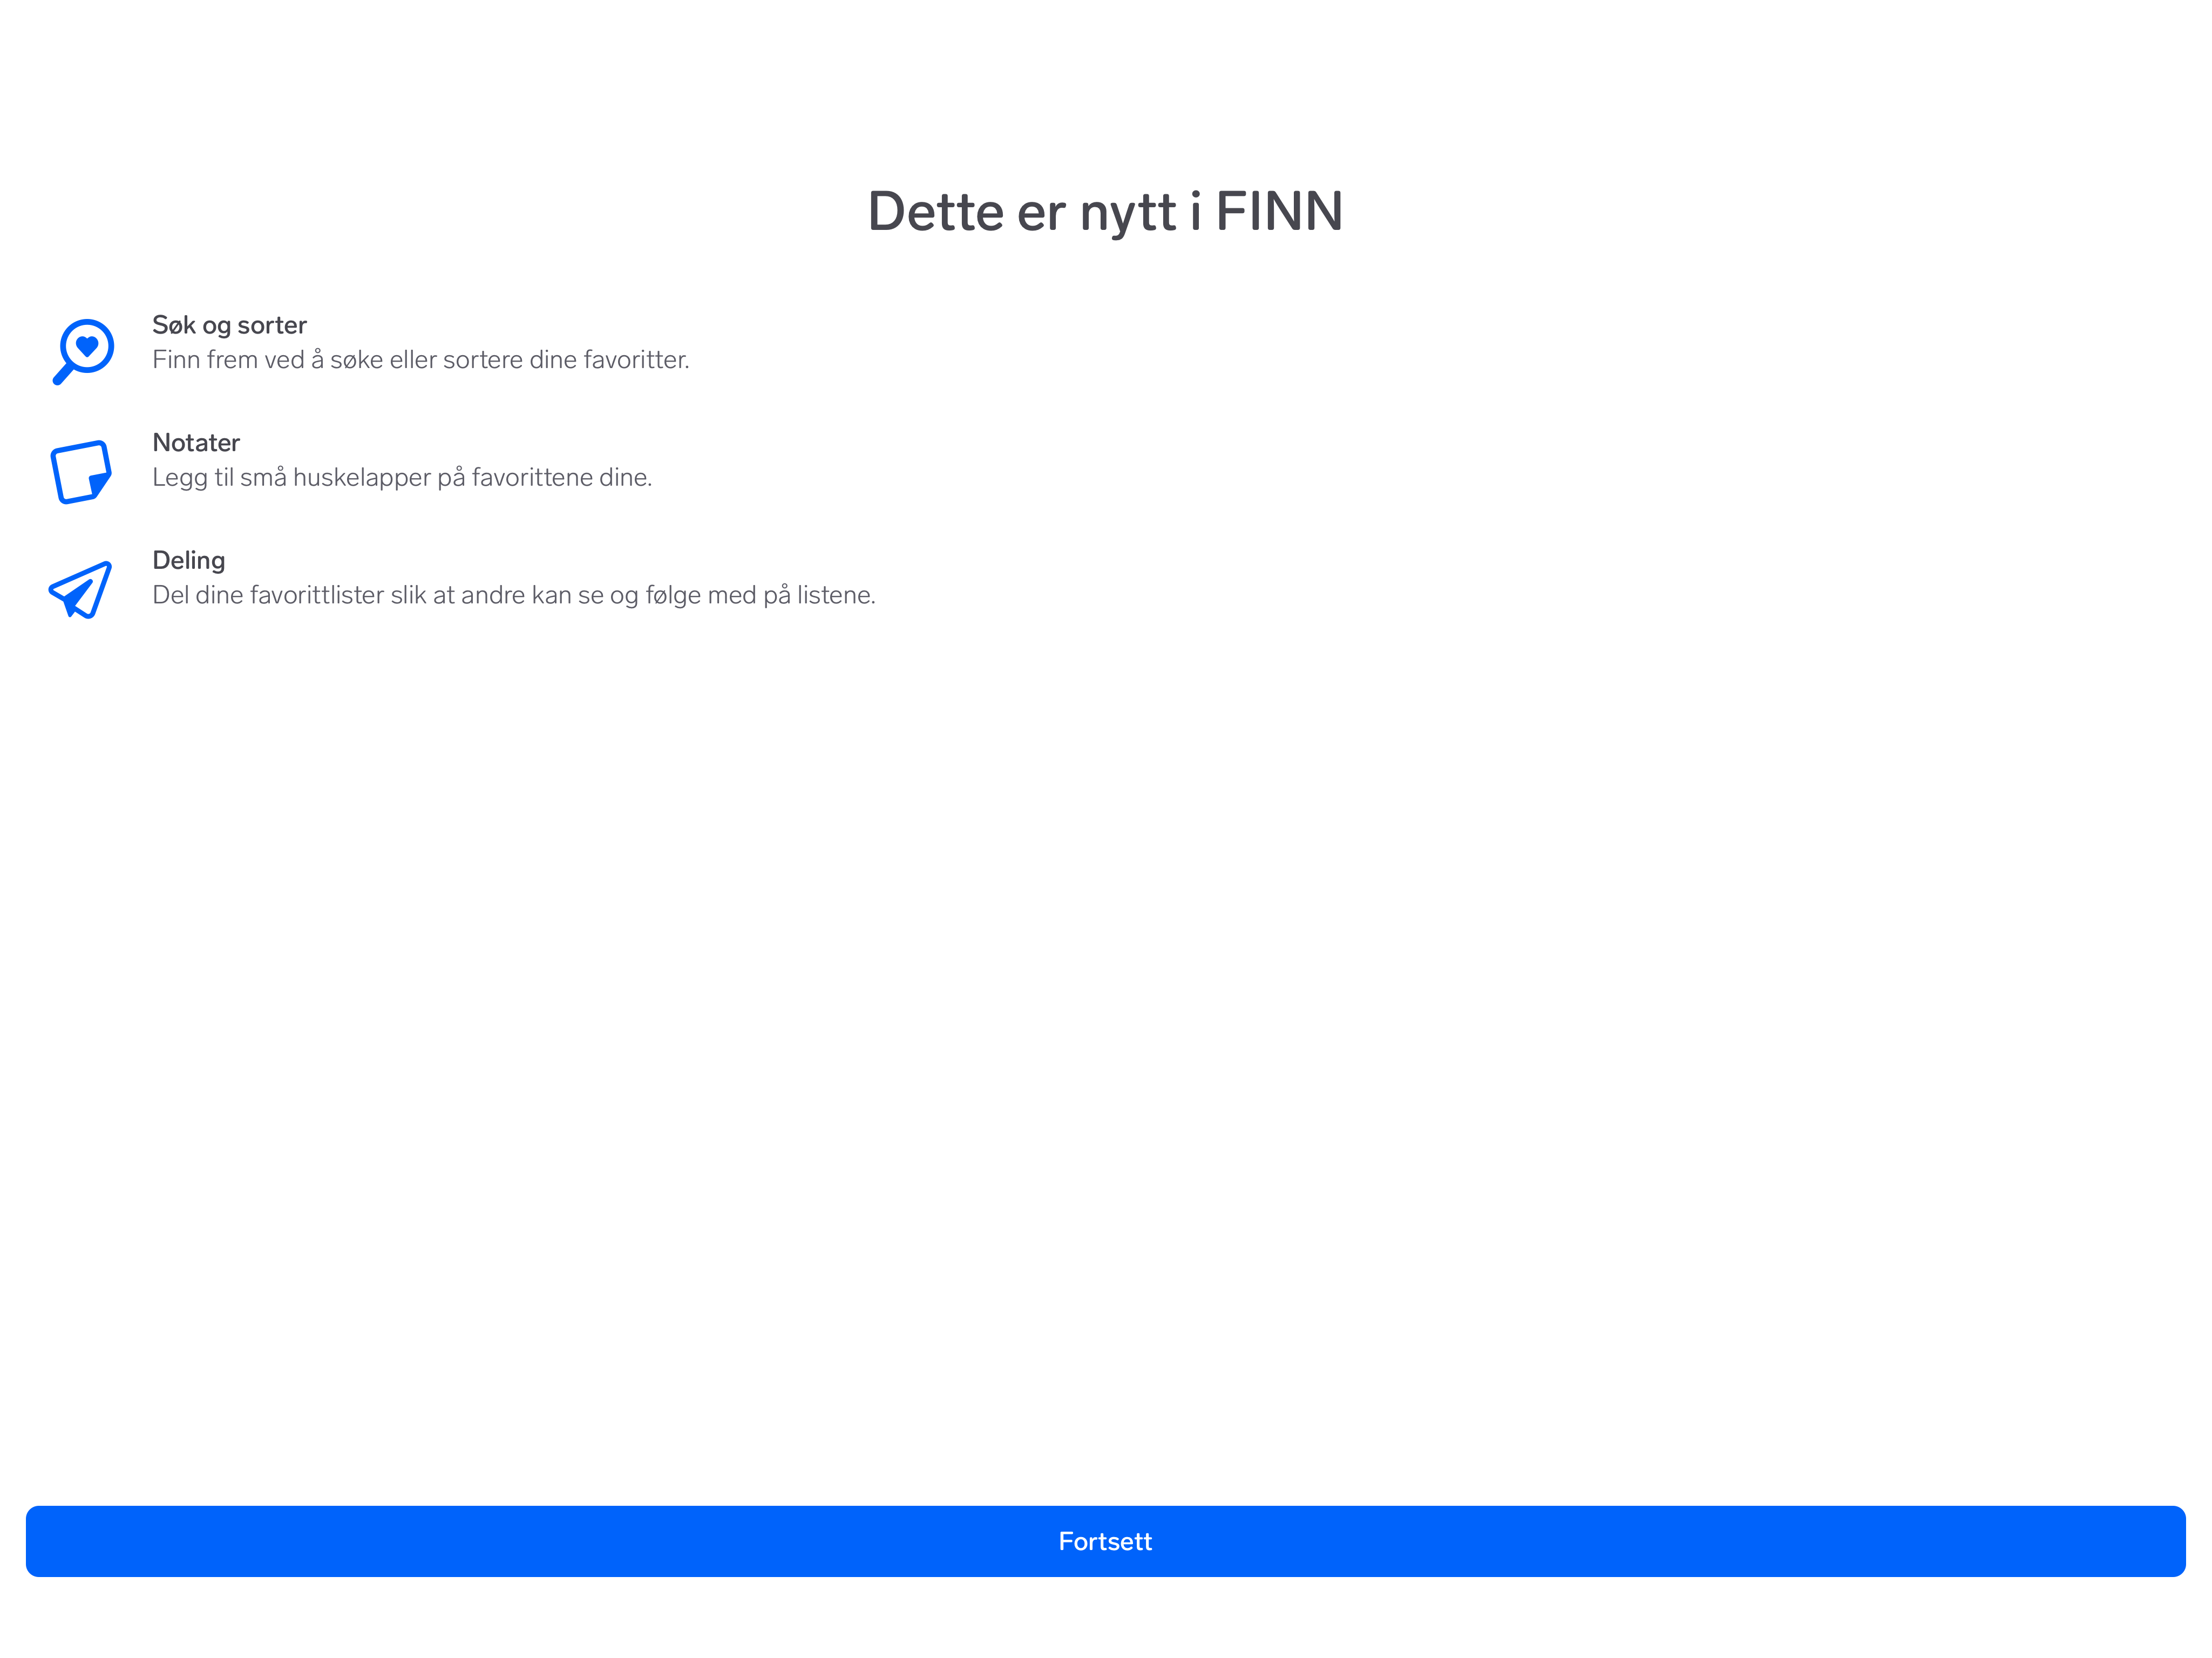 Dette er nytt i FINN
Søk og sorter
Finn frem ved å søke eller sortere dine favoritter.
Notater
Legg til små huskelapper på favorittene dine.
Deling
Del dine favorittlister slik at andre kan se og følge med på listene.
Fortsett